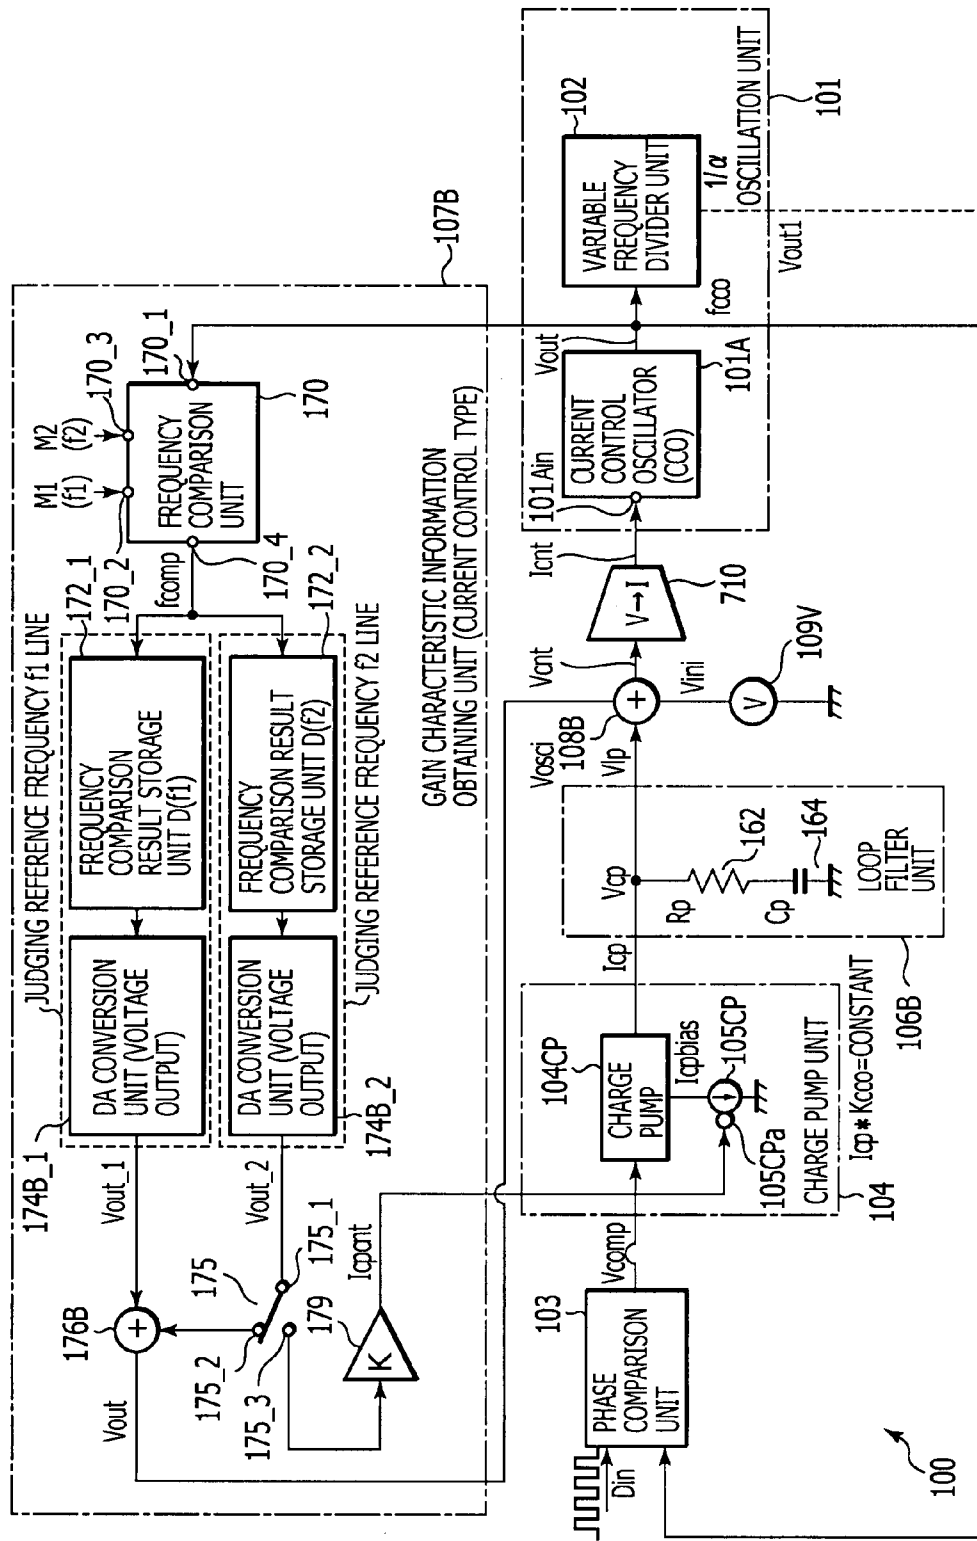 JUDGING REFERENCE FREQUENCY f1 LINE
174B_1
DA CONVERSION
UNIT (VOLTAGE
OUTPUT)
FREQUENCY
COMPARISON
RESULT STORAGE
UNIT D(f1)
172_1
170_2
M1
(f1)
M2
(f2)
170_3
170_1
FREQUENCY
COMPARISON
UNIT
170
170_4
fcomp
107B
176B
Vout_1
Vout
Vout_2
DA CONVERSION
UNIT (VOLTAGE
OUTPUT)
174B_2
FREQUENCY
COMPARISON RESULT
STORAGE UNIT D(f2)
172_2
JUDGING REFERENCE FREQUENCY f2 LINE
175
175_1
175_2
175_3
179
K
Icpcnt
GAIN CHARACTERISTIC INFORMATION
OBTAINING UNIT (CURRENT CONTROL TYPE)
Din
103
PHASE
COMPARISON
UNIT
Vcomp
104CP
CHARGE
PUMP
Icpbias
105CP
105CPa
CHARGE PUMP UNIT
104
Icp* Kcco=CONSTANT
Icp
Vcp
Rp
162
Cp
164
LOOP
FILTER
UNIT
106B
Vosci
Vlp
108B
Vcnt
Vini
V
109V
V→I
710
Icnt
101Ain
CURRENT
CONTROL
OSCILLATOR
(CCO)
101A
Vout
fcco
VARIABLE
FREQUENCY
DIVIDER UNIT
102
1/α
OSCILLATION UNIT
101
Vout1
100